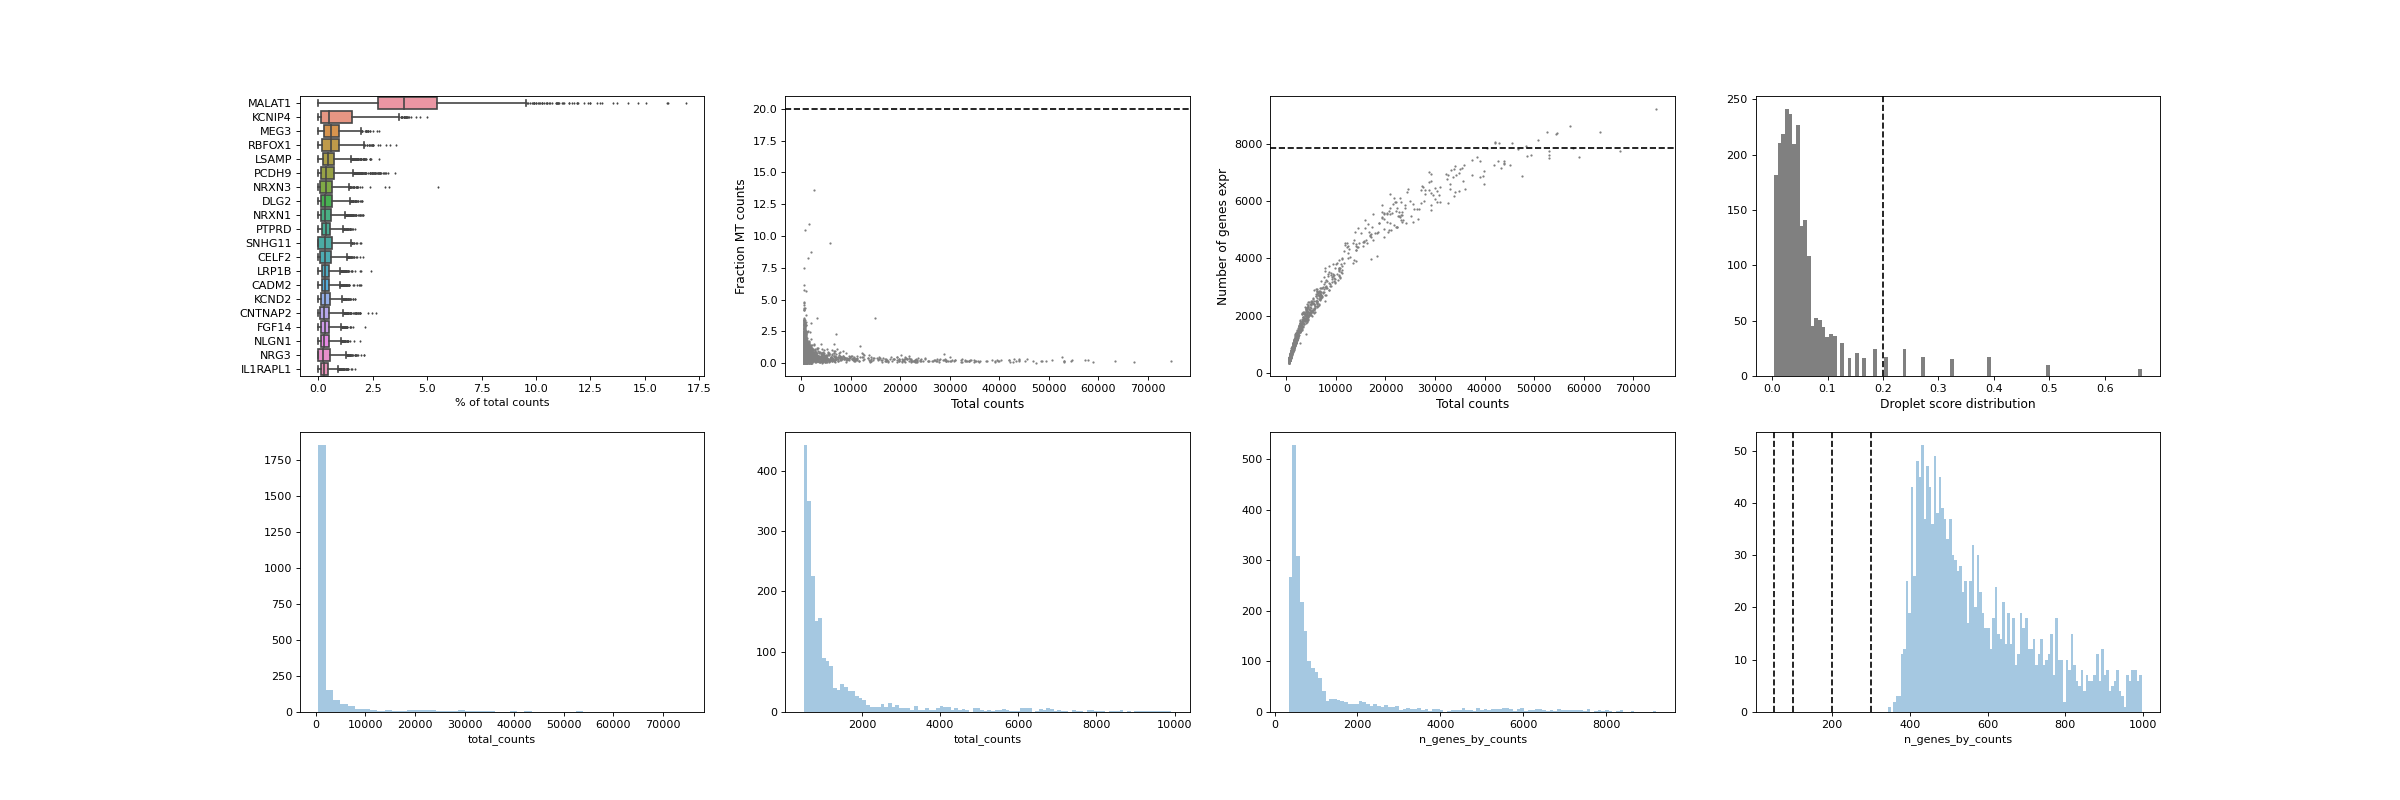 MALAT1
KCNIP4
MEG3
RBFOX1
LSAMP
PCDH9
NRXN3
DLG2
NRXN1
PTPRD
SNHG11
CELF2
LRP1B
CADM2
KCND2
CNTNAP2
FGF14
NLGN1
NRG3
IL1RAPL1
0.0 2.5 5.0 7.5 10.0 12.5 15.0 17.5
% of total counts
Fraction MT counts
20.0
17.5
15.0
12.5
10.0
7.5
5.0
2.5
0.0
0 10000 20000 30000 40000 50000 60000 70000
Total counts
Number of genes expr
8000
6000
4000
2000
0
0 10000 20000 30000 40000 50000 60000 70000
Total counts
250
200
150
100
50
0
0.0 0.1 0.2 0.3 0.4 0.5 0.6
Droplet score distribution
1750
1500
1250
1000
750
500
250
0
0 10000 20000 30000 40000 50000 60000 70000
total_counts
400
300
200
100
0
2000 4000 6000 8000 10000
total_counts
500
400
300
200
100
0
0 2000 4000 6000 8000
n_genes_by_counts
50
40
30
20
10
0
200 400 600 800 1000
n_genes_by_counts